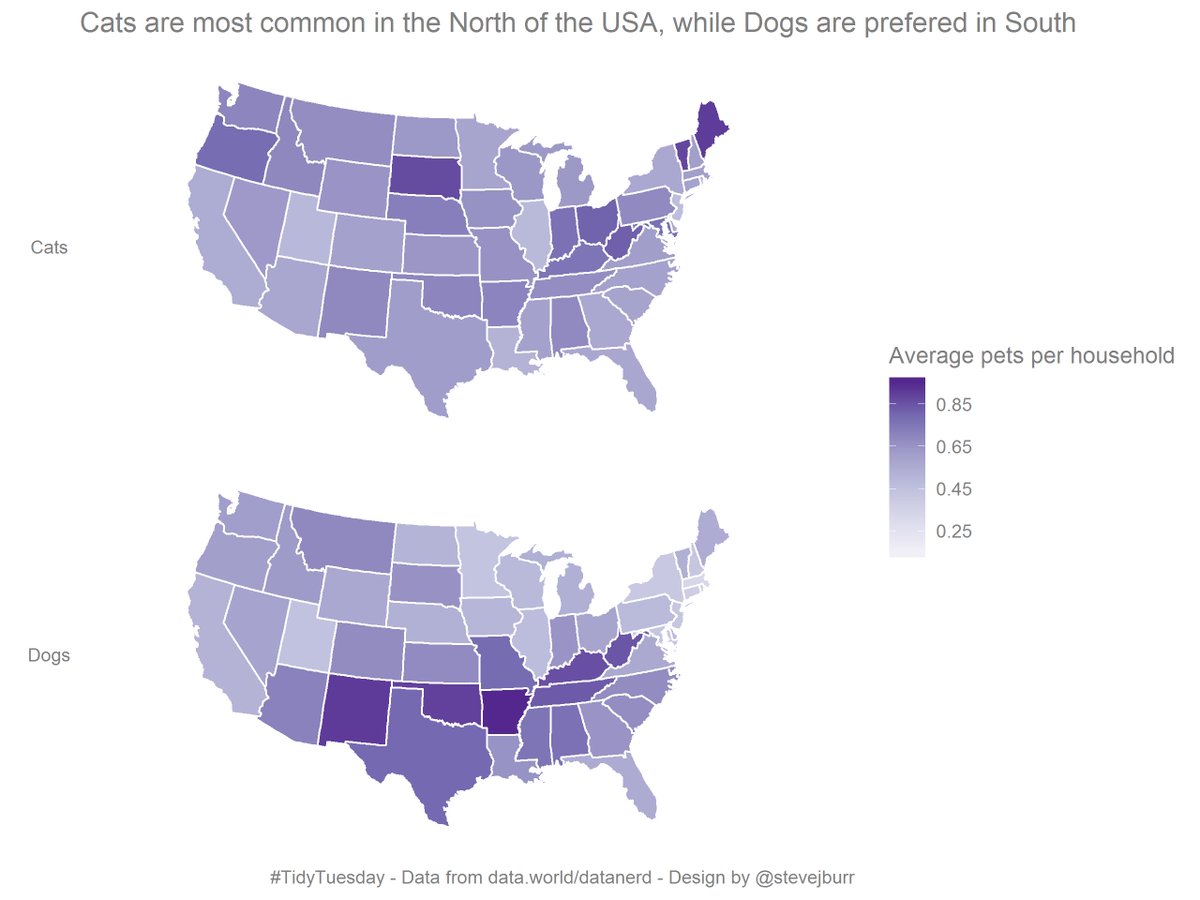 Cats are most common in the North of the USA, while Dogs are prefered in South
Cats
Average pets per household
0.85
0.65
0.45
0.25
Dogs
#TidyTuesday - Data from data.world/datanerd - Design by @stevejburr